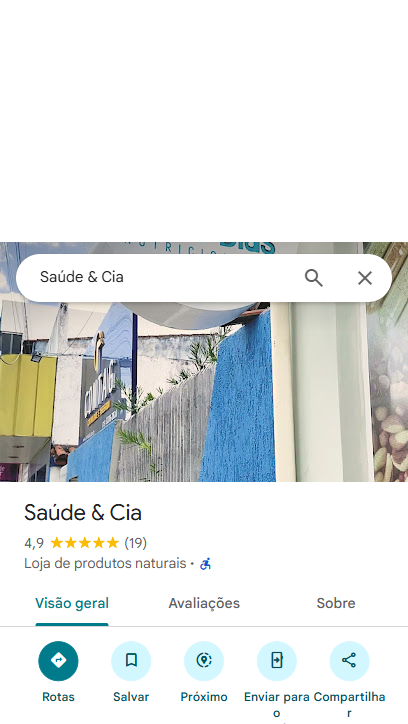 Saúde & Cia
Saúde & Cia
4,9 (19)
Loja de produtos naturais ·
Visão geral
Avaliações
Sobre
Rotas
Salvar
Próximo
Enviar para
o
Compartilha
r